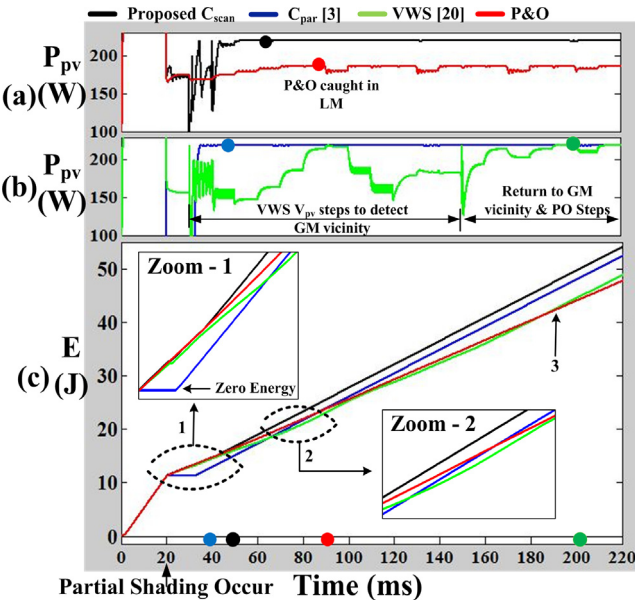 Proposed Cscan Cpar [3] VWS [20] P&O
Ppv
(a)(W)
200
150
100
P&O caught in
LM
Ppv
(b)(W)
200
150
100
VWS Vpv steps to detect
GM vicinity
Return to GM
vicinity & PO Steps
E
(c)(J)
50
40
30
20
10
0
Zoom - 1
Zero Energy
1
2
3
Zoom - 2
0 20 40 60 80 100 120 140 160 180 200 220
Partial Shading Occur Time (ms)